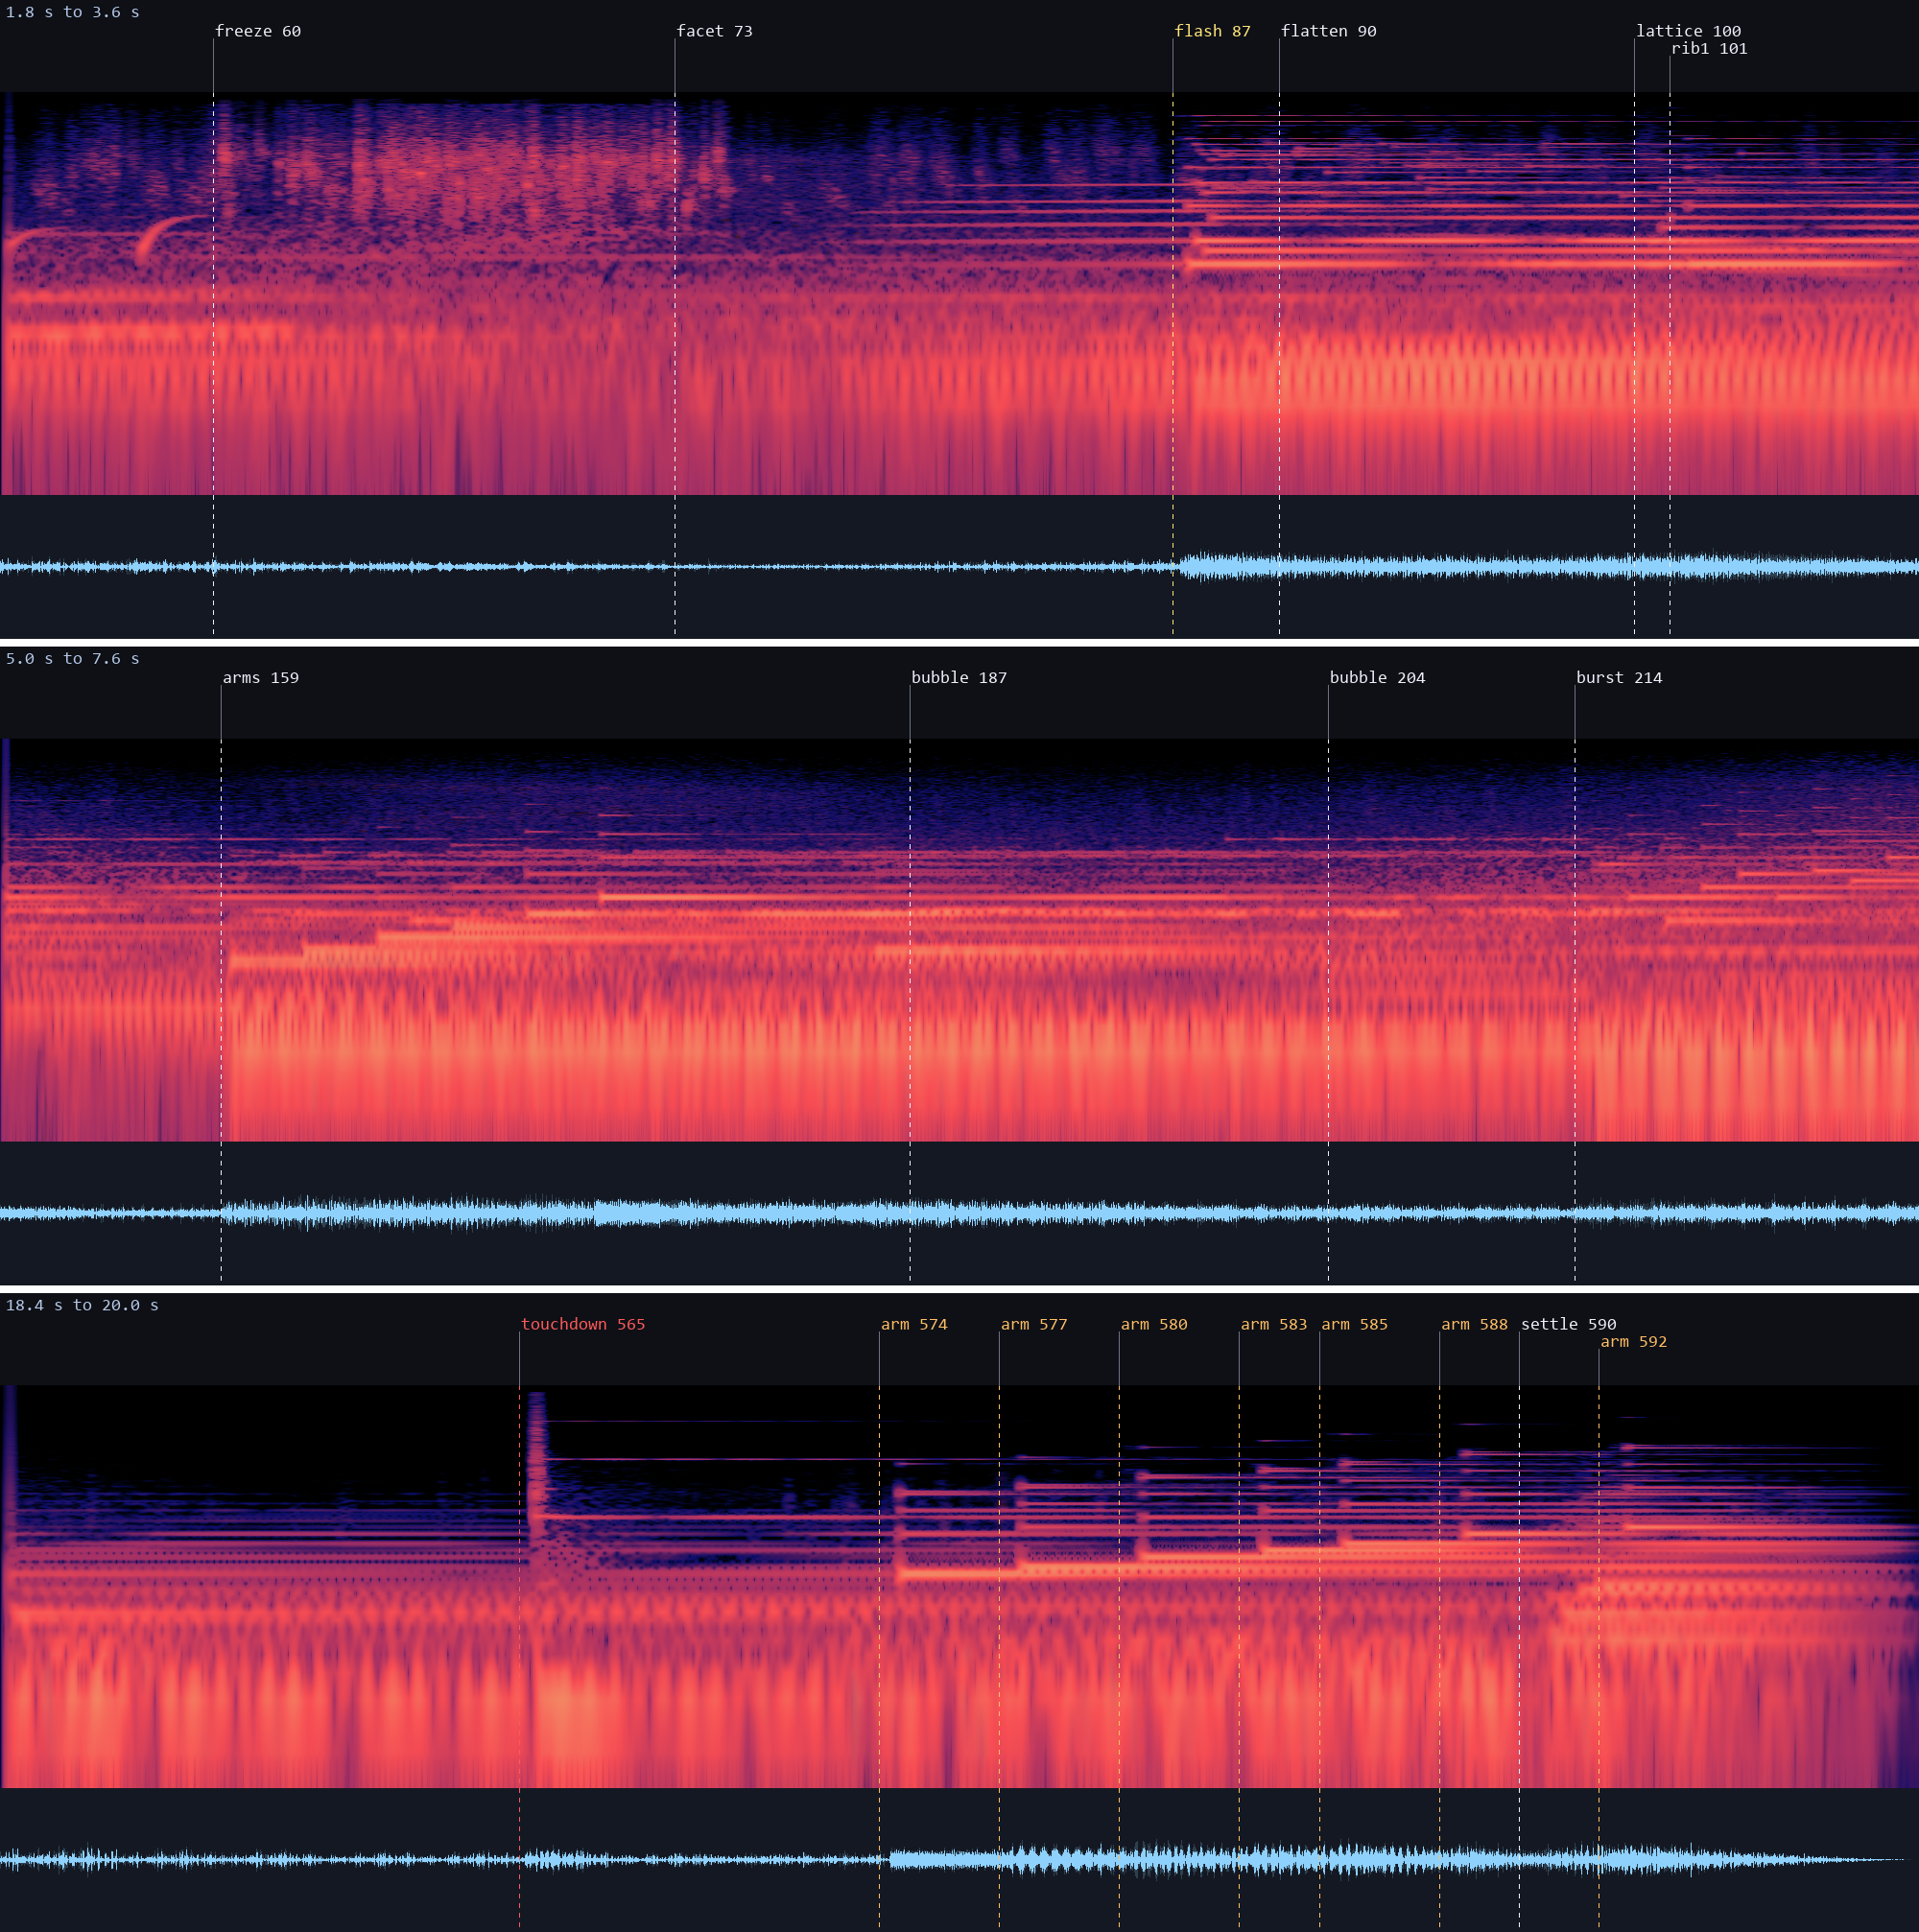 1.8 s to 3.6 s
freeze 60
facet 73
flash 87
flatten 90
lattice 100
rib1 101
5.0 s to 7.6 s
arms 159
bubble 187
bubble 204
burst 214
18.4 s to 20.0 s
touchdown 565
arm 574
arm 577
arm 580
arm 583
arm 585
arm 588
settle 590
arm 592